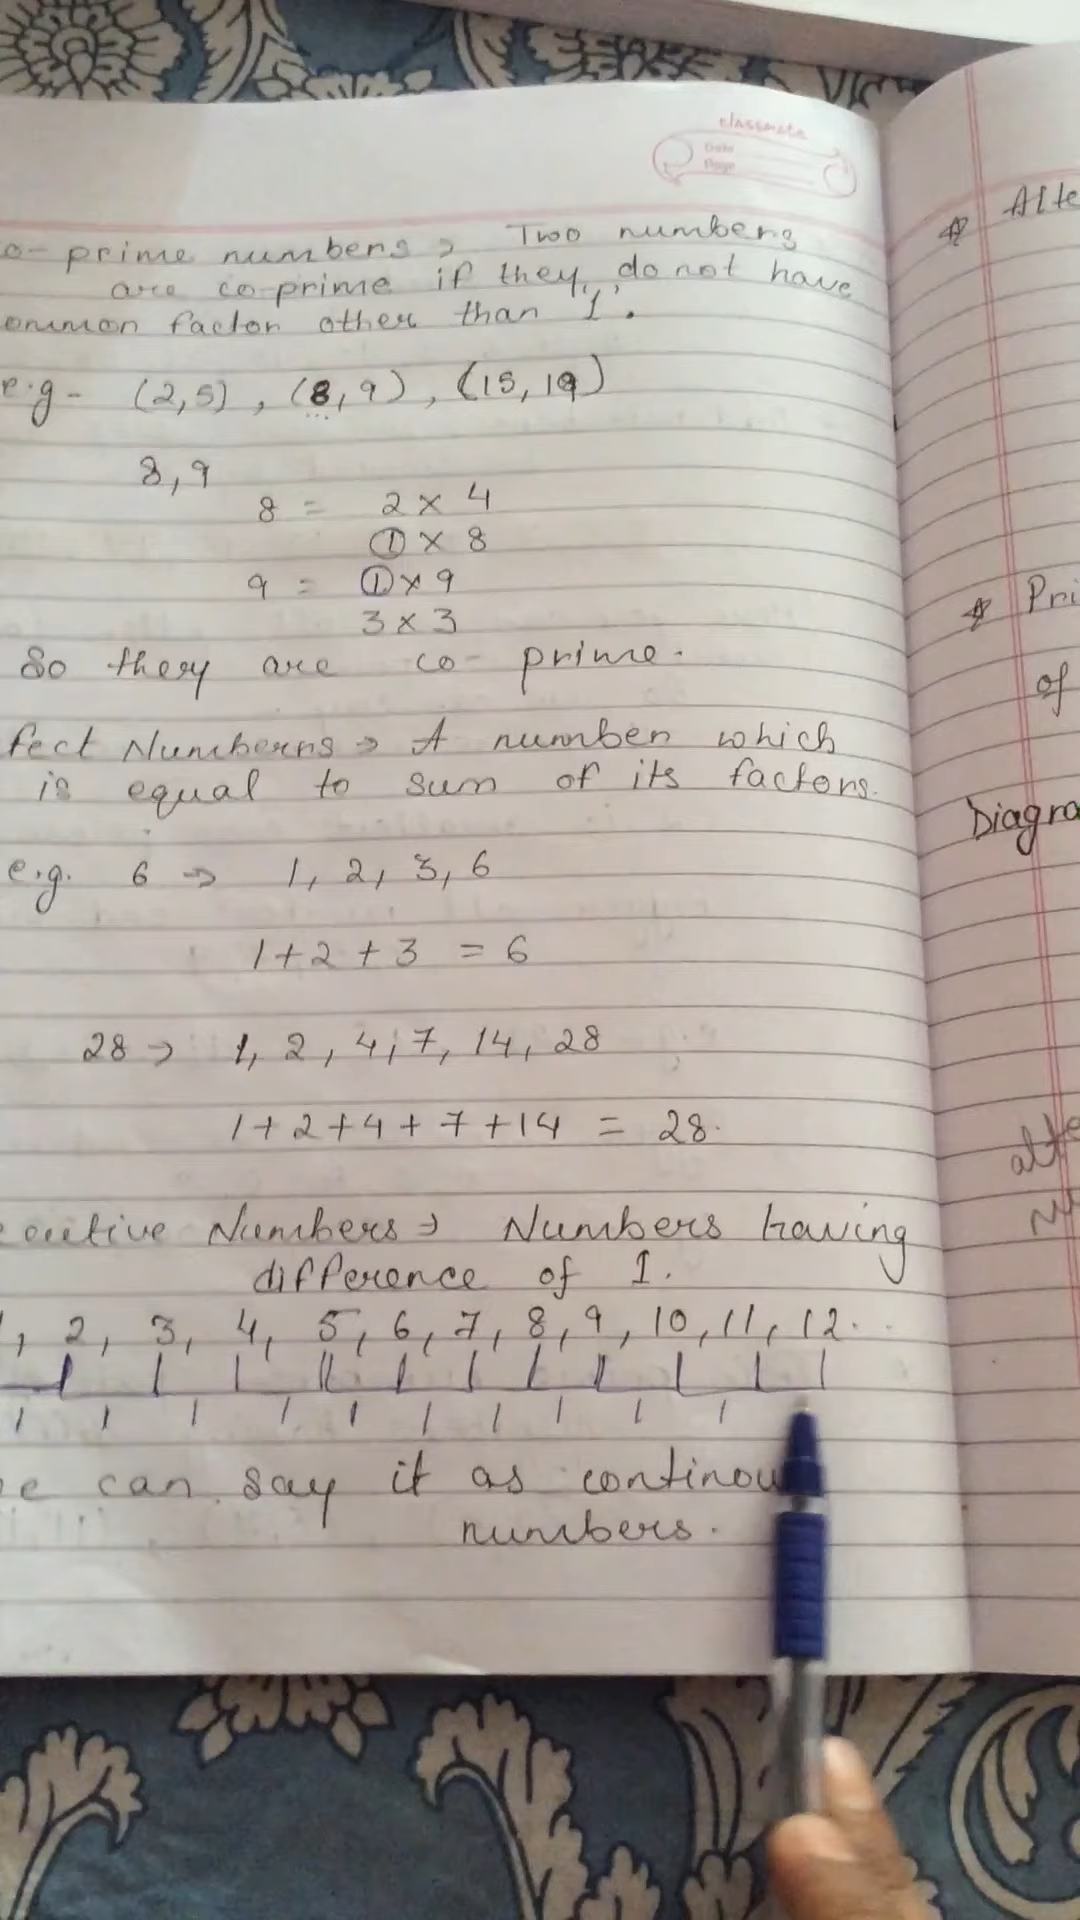 classmate
Date
Page
o-prime numbers → Two numbers
are co-prime if they do not have
ommon factor other than '1'.
e.g- (2,5), (8,9), (15,19)
8,9
8 = 2 × 4
① × 8
9 = ① × 9
3 × 3
So they are co-prime.
fect Numbers → A number which
is equal to sum of its factors.
e.g. 6 → 1, 2, 3, 6
1+2+3 = 6
28 → 1, 2, 4, 7, 14, 28
1+2+4+7+14 = 28.
cutive Numbers → Numbers having
difference of 1.
1, 2, 3, 4, 5, 6, 7, 8, 9, 10, 11, 12..
1 1 1 1 1 1 1 1 1 1
e can say it as continou
numbers.
Alte
Pri
of
Diagra
alte